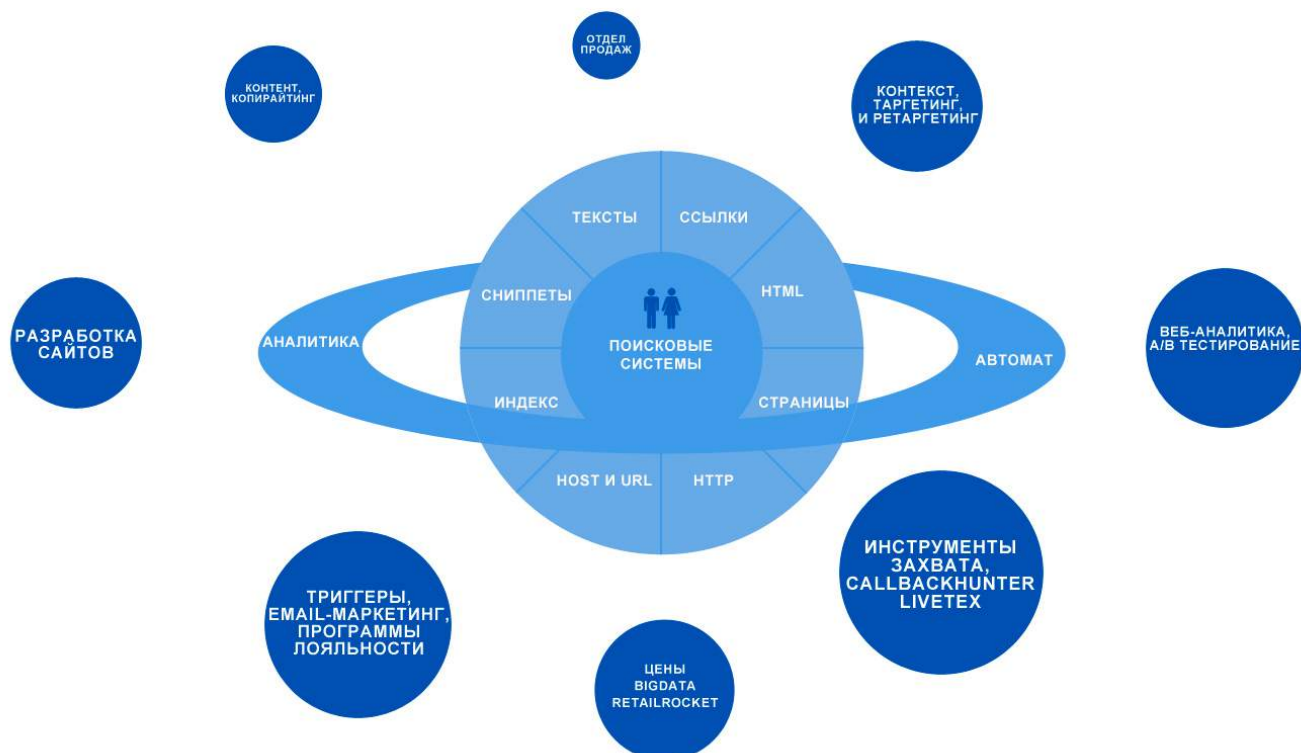 ОТДЕЛ
ПРОДАЖ
КОНТЕНТ,
КОПИРАЙТИНГ
КОНТЕКСТ,
ТАРГЕТИНГ,
И РЕТАРГЕТИНГ
ТЕКСТЫ
ССЫЛКИ
СНИППЕТЫ
HTML
РАЗРАБОТКА
САЙТОВ
АНАЛИТИКА
ПОИСКОВЫЕ
СИСТЕМЫ
АВТОМАТ
ВЕБ-АНАЛИТИКА,
A/B ТЕСТИРОВАНИЕ
ИНДЕКС
СТРАНИЦЫ
HOST И URL
HTTP
ИНСТРУМЕНТЫ
ЗАХВАТА,
CALLBACKHUNTER
LIVETEX
ТРИГГЕРЫ,
EMAIL-МАРКЕТИНГ,
ПРОГРАММЫ
ЛОЯЛЬНОСТИ
ЦЕНЫ
BIGDATA
RETAILROCKET